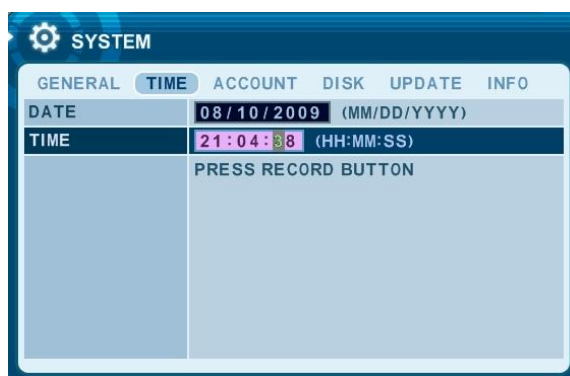 SYSTEM
GENERAL TIME ACCOUNT DISK UPDATE INFO
DATE 08/10/2009 (MM/DD/YYYY)
TIME 21:04:38 (HH:MM:SS)
PRESS RECORD BUTTON